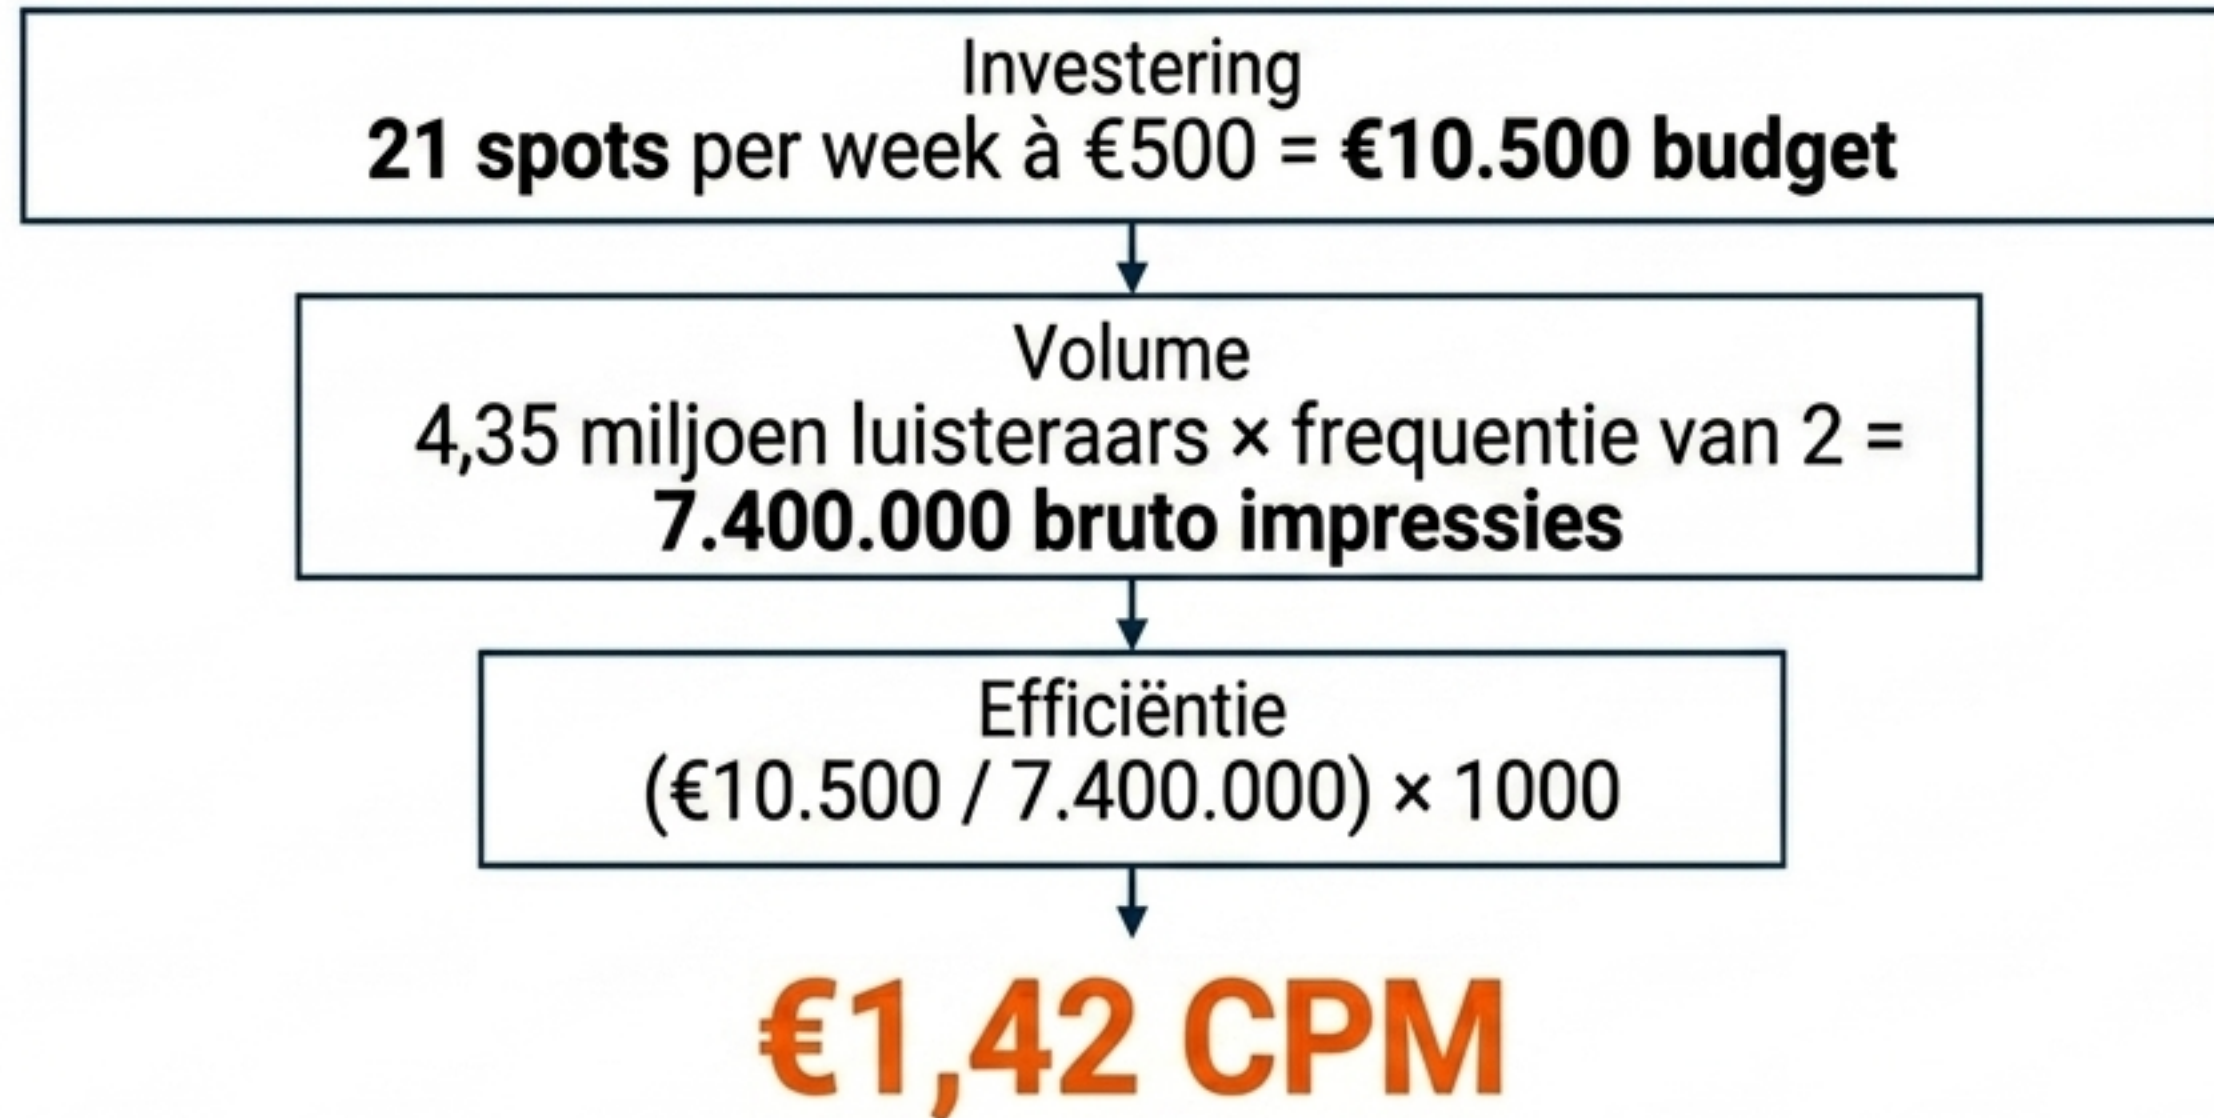 Investering
21 spots per week à €500 = €10.500 budget
Volume
4,35 miljoen luisteraars × frequentie van 2 =
7.400.000 bruto impressies
Efficiëntie
(€10.500 / 7.400.000) × 1000
€1,42 CPM